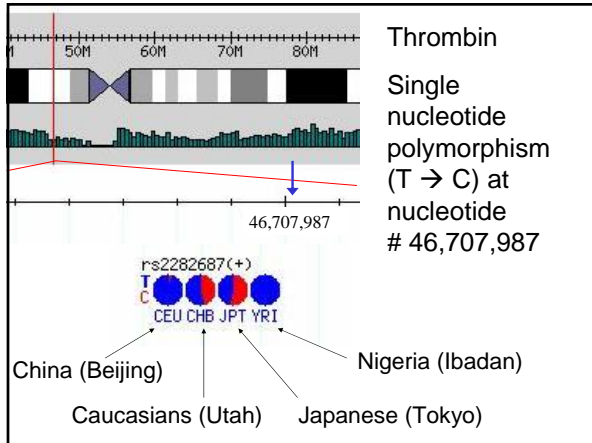 M 50M 60M 70M 80M
Thrombin
Single
nucleotide
polymorphism
(T → C) at
nucleotide
# 46,707,987
46,707,987
rs2282687(+)
T
C
CEU CHB JPT YRI
China (Beijing)
Nigeria (Ibadan)
Caucasians (Utah)
Japanese (Tokyo)